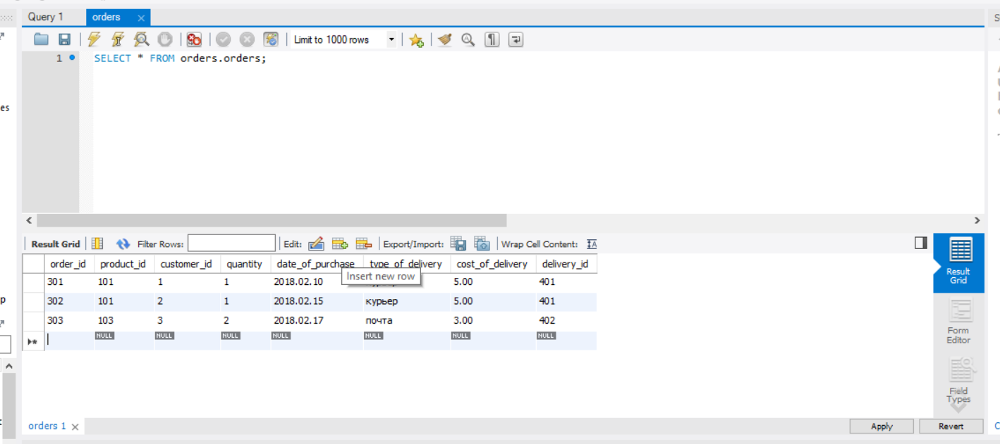 Query 1 orders
Limit to 1000 rows
1 SELECT * FROM orders.orders;
es
Result Grid Filter Rows: Edit: Export/Import: Wrap Cell Content:
order_id product_id customer_id quantity date_of_purchase type_of_delivery cost_of_delivery delivery_id
Insert new row
301 101 1 1 2018.02.10 5.00 401
302 101 2 1 2018.02.15 курьер 5.00 401
303 103 3 2 2018.02.17 почта 3.00 402
NULL NULL NULL NULL NULL NULL NULL
Result
Grid
Form
Editor
Field
Types
orders 1 Apply Revert